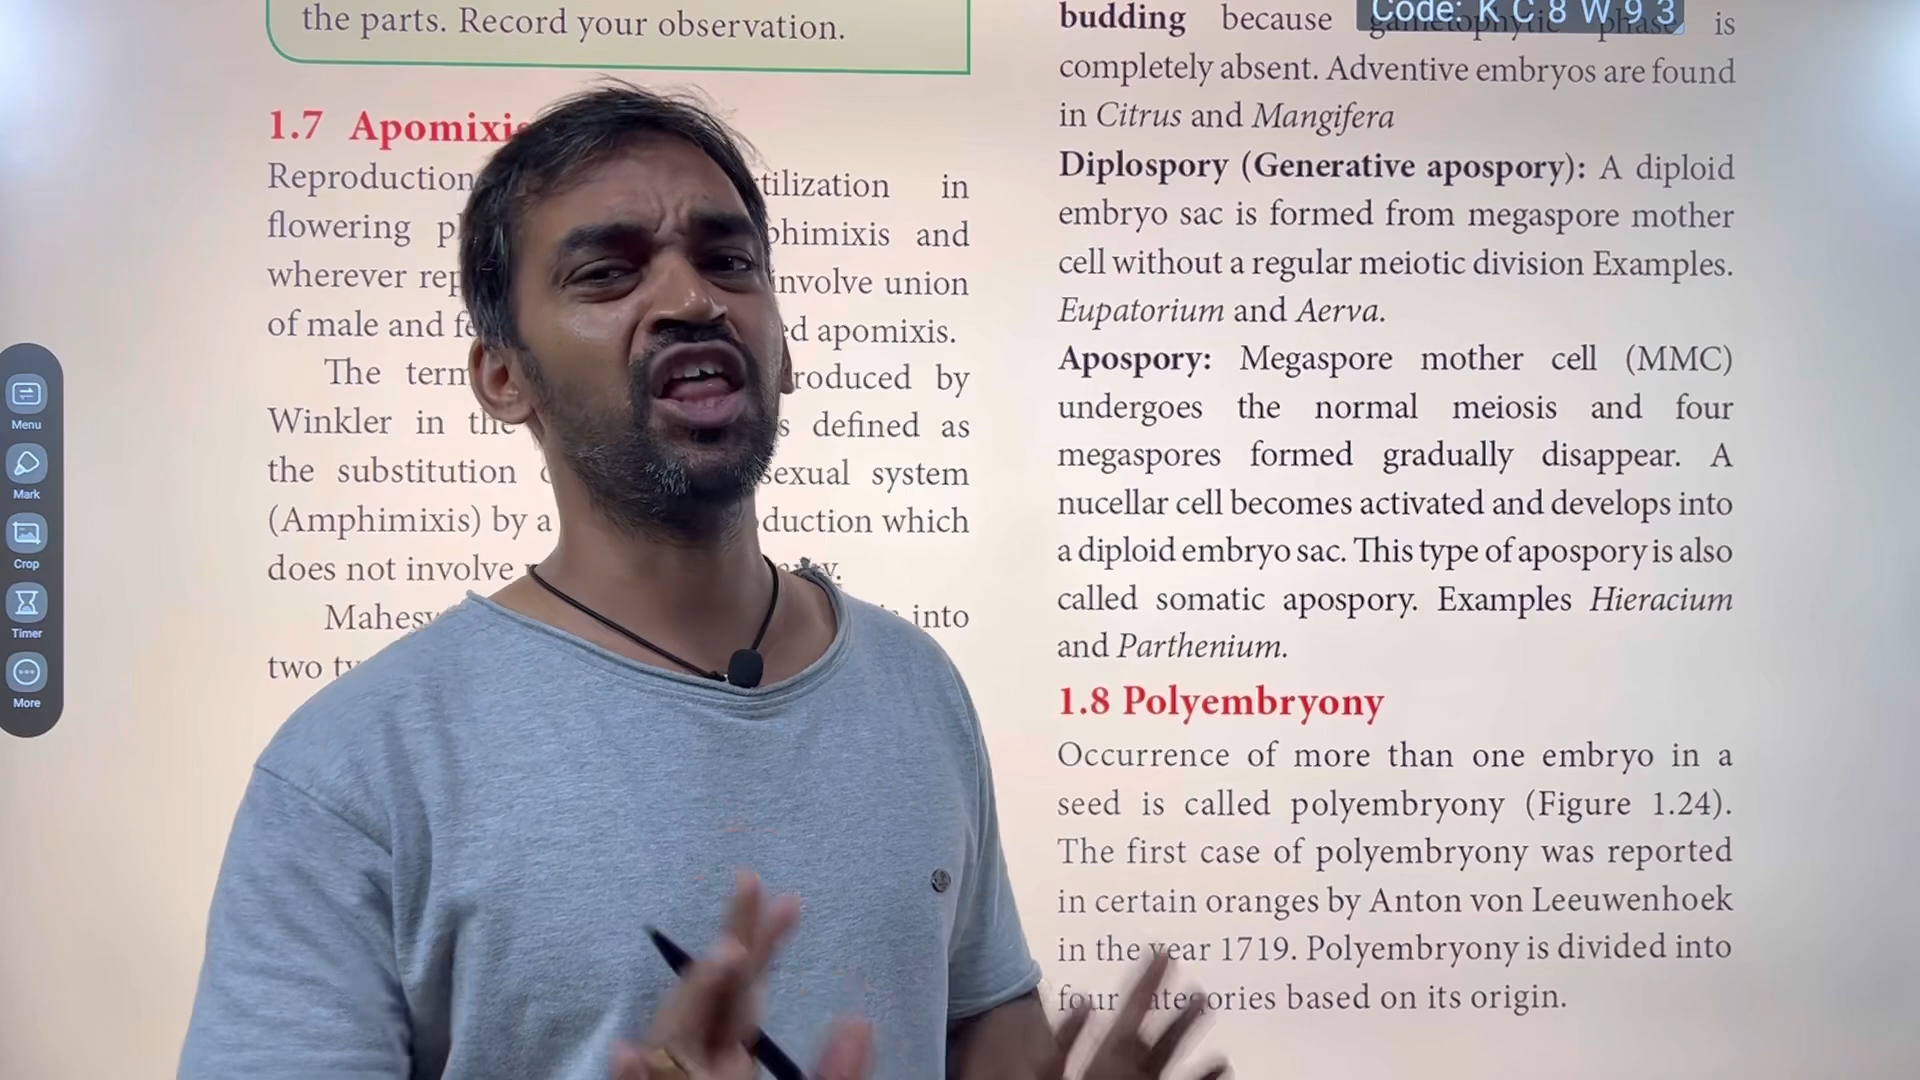 the parts. Record your observation.
1.7 Apomixis
Reproduction tilization in
flowering phimixis and
wherever involve union
of male and apomixis.
The term roduced by
Winkler in the defined as
the substitution sexual system
(Amphimixis) by a duction which
does not involve
into
two
budding because gametophytic phase is
completely absent. Adventive embryos are found
in Citrus and Mangifera
Diplospory (Generative apospory): A diploid
embryo sac is formed from megaspore mother
cell without a regular meiotic division Examples.
Eupatorium and Aerva.
Apospory: Megaspore mother cell (MMC)
undergoes the normal meiosis and four
megaspores formed gradually disappear. A
nucellar cell becomes activated and develops into
a diploid embryo sac. This type of apospory is also
called somatic apospory. Examples Hieracium
and Parthenium.
1.8 Polyembryony
Occurrence of more than one embryo in a
seed is called polyembryony (Figure 1.24).
The first case of polyembryony was reported
in certain oranges by Anton von Leeuwenhoek
in the year 1719. Polyembryony is divided into
four categories based on its origin.
Code: K C 8 W 9 3
Menu
Mark
Crop
Timer
More